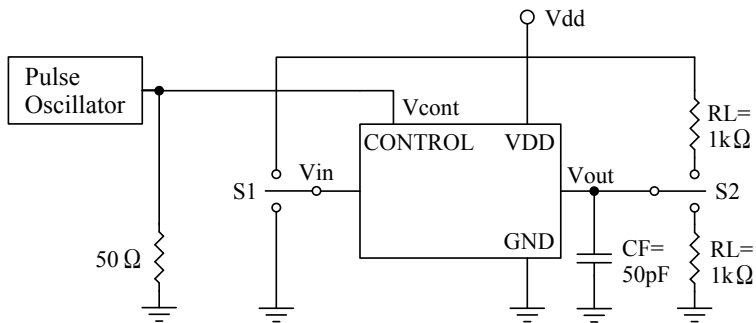 Vdd
Pulse
Oscillator
Vcont
CONTROL
VDD
RL=
1kΩ
Vin
S1
Vout
S2
GND
50 Ω
CF=
50pF
RL=
1kΩ